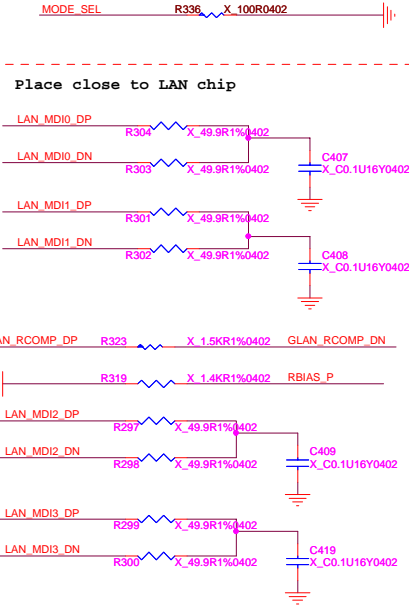 MODE_SEL R336 X_100R0402
Place close to LAN chip
LAN_MDI0_DP
R304 X_49.9R1%0402
LAN_MDI0_DN
R303 X_49.9R1%0402
C407
X_C0.1U16Y0402
LAN_MDI1_DP
R301 X_49.9R1%0402
LAN_MDI1_DN
R302 X_49.9R1%0402
C408
X_C0.1U16Y0402
AN_RCOMP_DP R323 X_1.5KR1%0402 GLAN_RCOMP_DN
R319 X_1.4KR1%0402 RBIAS_P
LAN_MDI2_DP
R297 X_49.9R1%0402
LAN_MDI2_DN
R298 X_49.9R1%0402
C409
X_C0.1U16Y0402
LAN_MDI3_DP
R299 X_49.9R1%0402
LAN_MDI3_DN
R300 X_49.9R1%0402
C419
X_C0.1U16Y0402